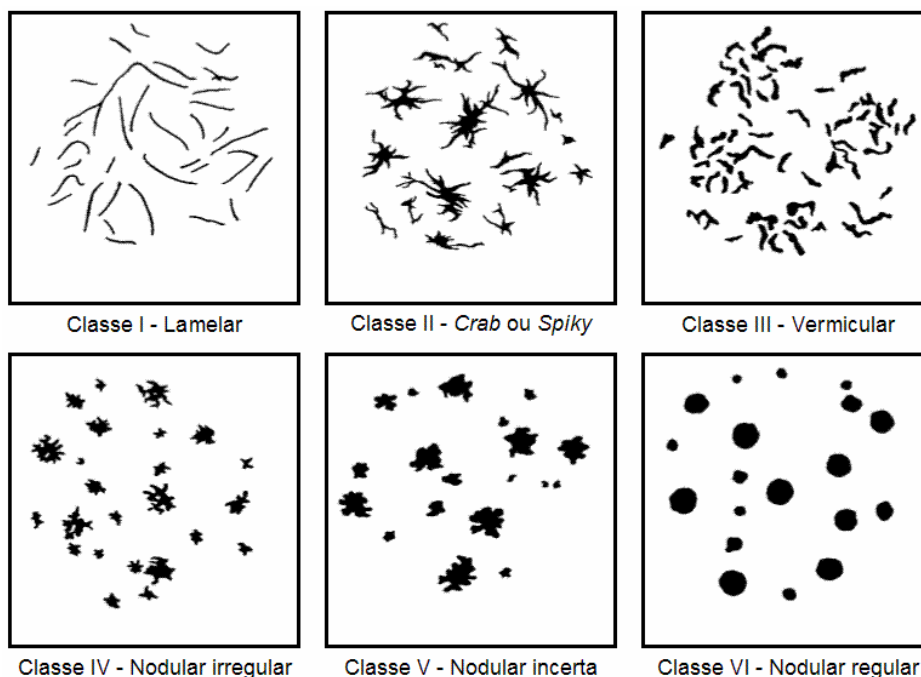 Classe I - Lamelar
Classe II - Crab ou Spiky
Classe III - Vermicular
Classe IV - Nodular irregular
Classe V - Nodular incerta
Classe VI - Nodular regular